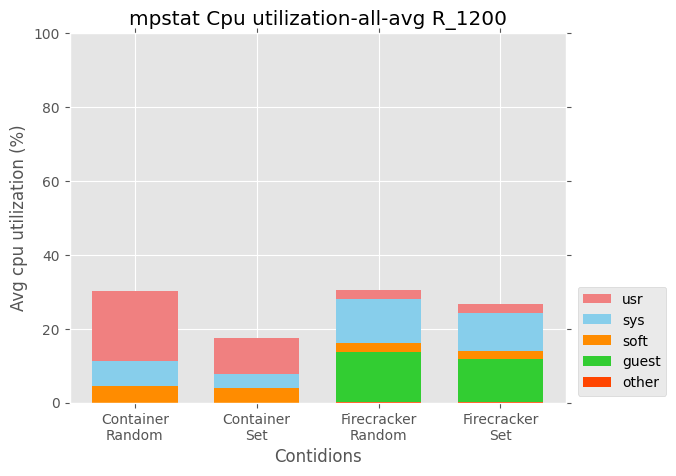 mpstat Cpu utilization-all-avg R_1200
Avg cpu utilization (%)
100
80
60
40
20
0
Container
Random
Container
Set
Firecracker
Random
Firecracker
Set
Contidions
usr
sys
soft
guest
other